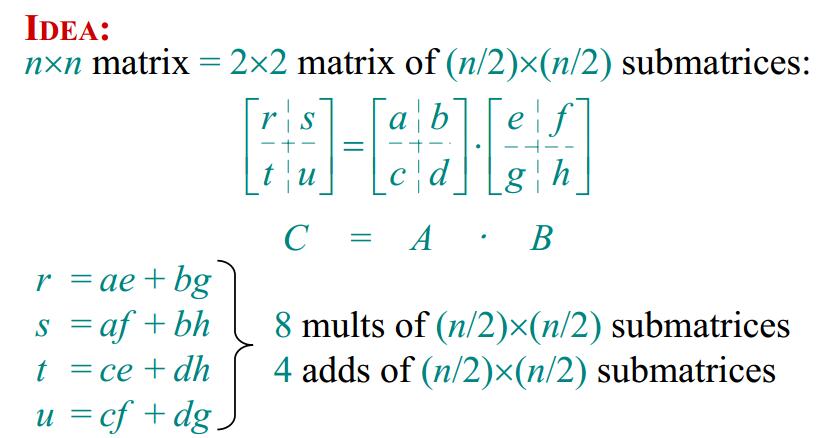 IDEA:
n×n matrix = 2×2 matrix of (n/2)×(n/2) submatrices:
[r s; t u] = [a b; c d] · [e f; g h]
C = A · B
r = ae + bg
s = af + bh
t = ce + dh
u = cf + dg
8 mults of (n/2)×(n/2) submatrices
4 adds of (n/2)×(n/2) submatrices